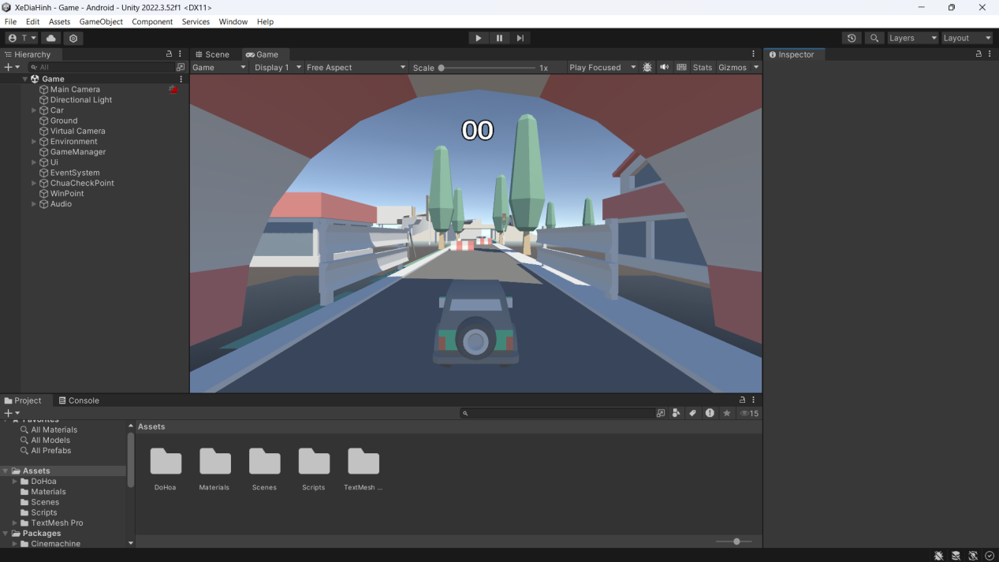 XeDiaHinh - Game - Android - Unity 2022.3.52f1 <DX11>
File Edit Assets GameObject Component Services Window Help
T Layers Layout
Hierarchy
All
Game
Main Camera
Directional Light
Car
Ground
Virtual Camera
Environment
GameManager
Ui
EventSystem
ChuaCheckPoint
WinPoint
Audio
Scene Game
Game Display 1 Free Aspect Scale 1x Play Focused Stats Gizmos
00
Inspector
Project Console
15
Favorites
All Materials
All Models
All Prefabs
Assets
DoHoa
Materials
Scenes
Scripts
TextMesh Pro
Packages
Cinemachine
Assets
DoHoa Materials Scenes Scripts TextMesh ...